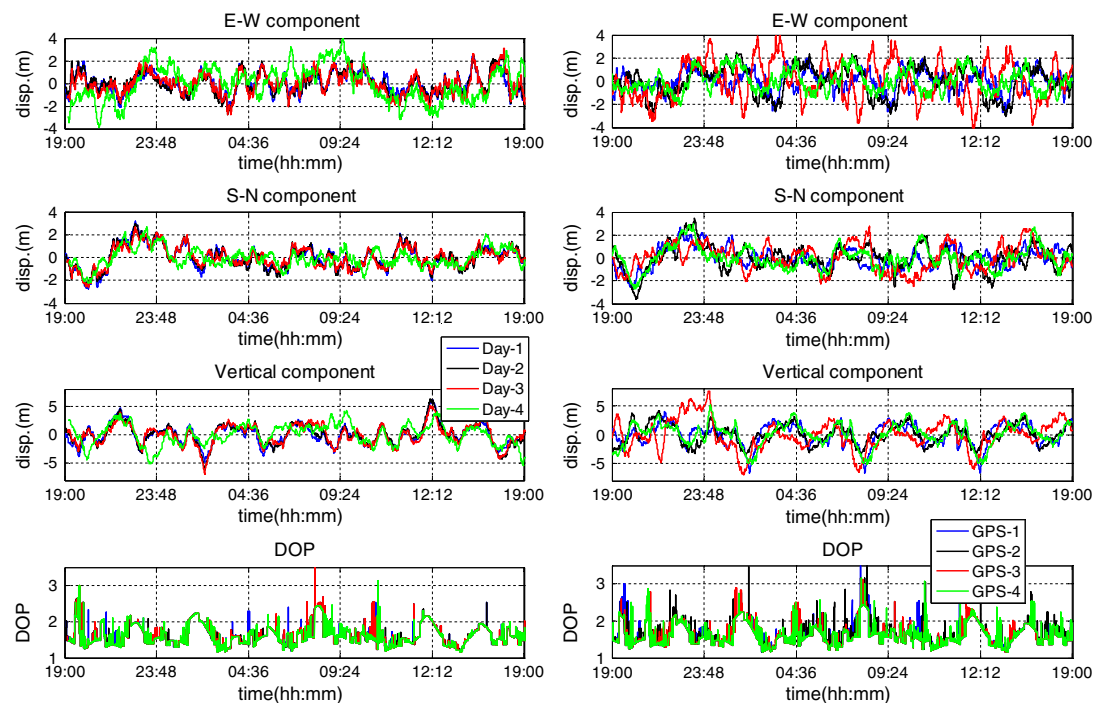 E-W component
4
2
0
-2
-4
disp.(m)
19:00 23:48 04:36 09:24 12:12 19:00
time(hh:mm)
S-N component
4
2
0
-2
-4
disp.(m)
19:00 23:48 04:36 09:24 12:12 19:00
time(hh:mm)
Day-1
Day-2
Day-3
Day-4
Vertical component
5
0
-5
disp.(m)
19:00 23:48 04:36 09:24 12:12 19:00
time(hh:mm)
DOP
3
2
1
DOP
19:00 23:48 04:36 09:24 12:12 19:00
time(hh:mm)
E-W component
4
2
0
-2
4
disp.(m)
19:00 23:48 04:36 09:24 12:12 19:00
time(hh:mm)
S-N component
4
2
0
-2
-4
disp.(m)
19:00 23:48 04:36 09:24 12:12 19:00
time(hh:mm)
Vertical component
5
0
-5
disp.(m)
19:00 23:48 04:36 09:24 12:12 19:00
time(hh:mm)
GPS-1
GPS-2
GPS-3
GPS-4
DOP
3
2
1
DOP
19:00 23:48 04:36 09:24 12:12 19:00
time(hh:mm)